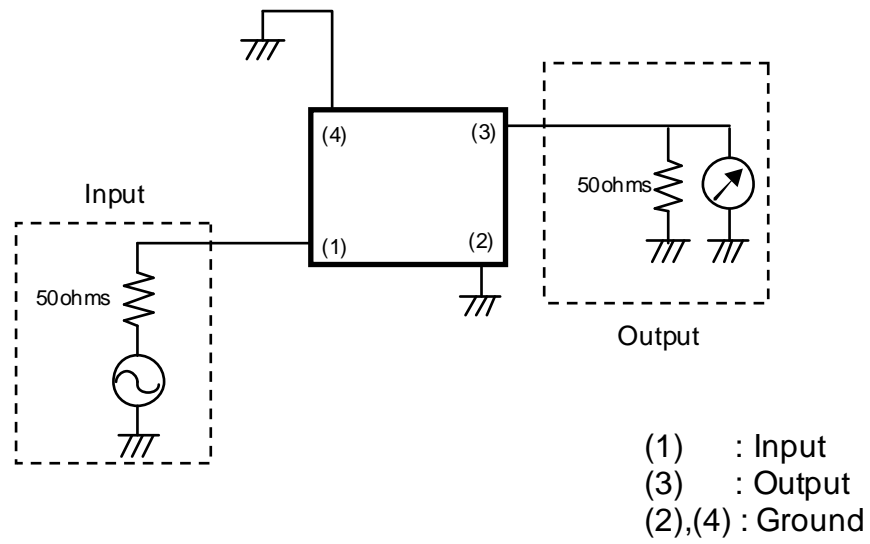 (4)
(3)
50ohms
Input
(1)
(2)
50ohms
Output
(1) : Input
(3) : Output
(2),(4) : Ground